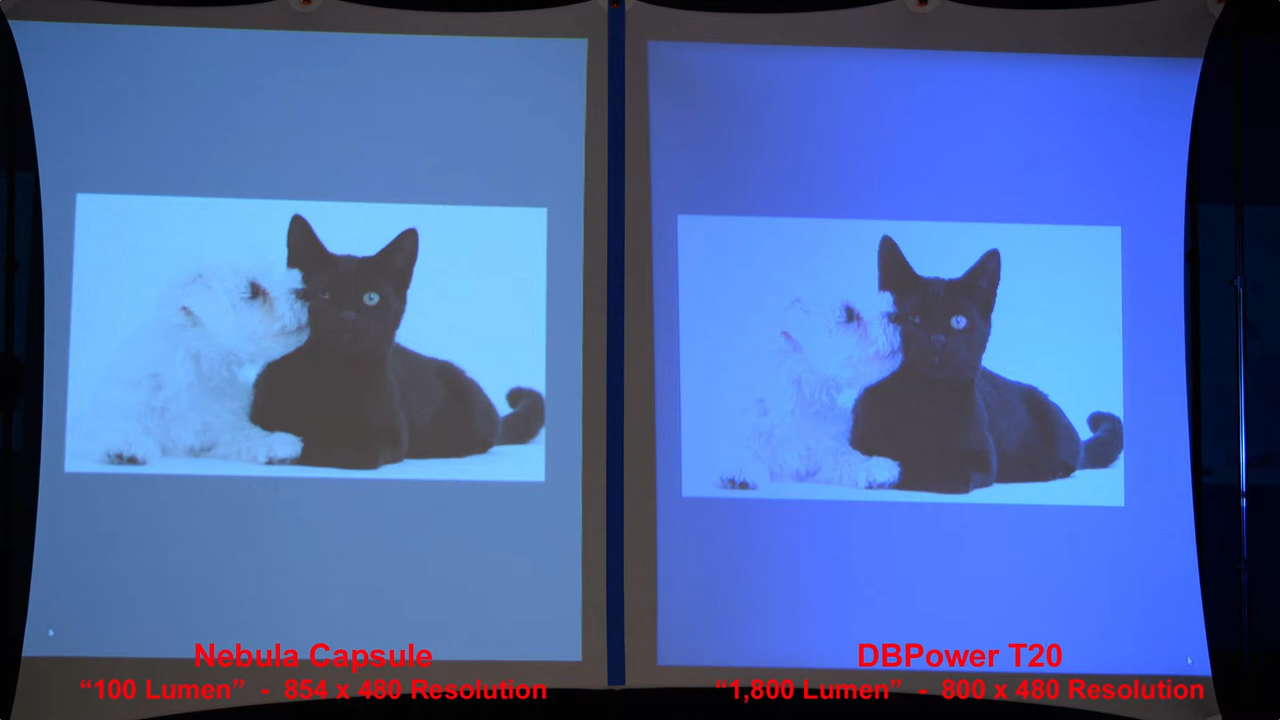 Nebula Capsule
“100 Lumen”  -  854 x 480 Resolution
DBPower T20
“1,800 Lumen”  -  800 x 480 Resolution